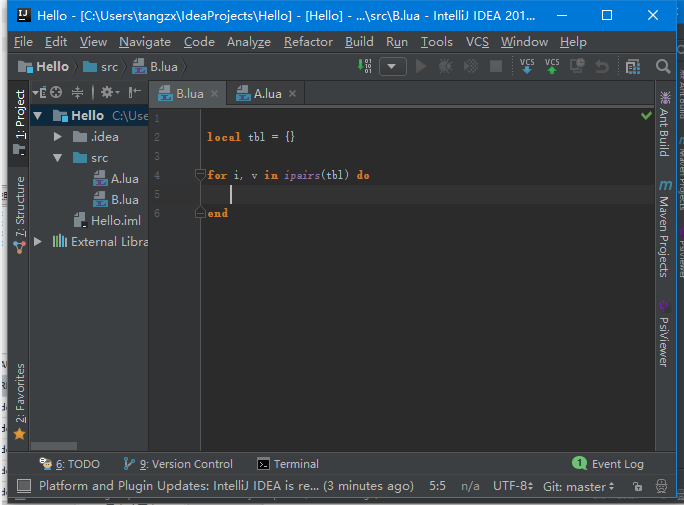 Hello - [C:\Users\tangzx\IdeaProjects\Hello] - [Hello] - ...\src\B.lua - IntelliJ IDEA 201...
File Edit View Navigate Code Analyze Refactor Build Run Tools VCS Window Help
Hello src B.lua VCS VCS
1: Project
7: Structure
2: Favorites
Hello C:\Use
.idea
src
A.lua
B.lua
Hello.iml
External Libra
B.lua A.lua
1
2 local tbl = {}
3
4 for i, v in ipairs(tbl) do
5
6 end
Ant Build
Maven Projects
PsiViewer
6: TODO 9: Version Control Terminal 1 Event Log
Platform and Plugin Updates: IntelliJ IDEA is re... (3 minutes ago) 5:5 n/a UTF-8 Git: master